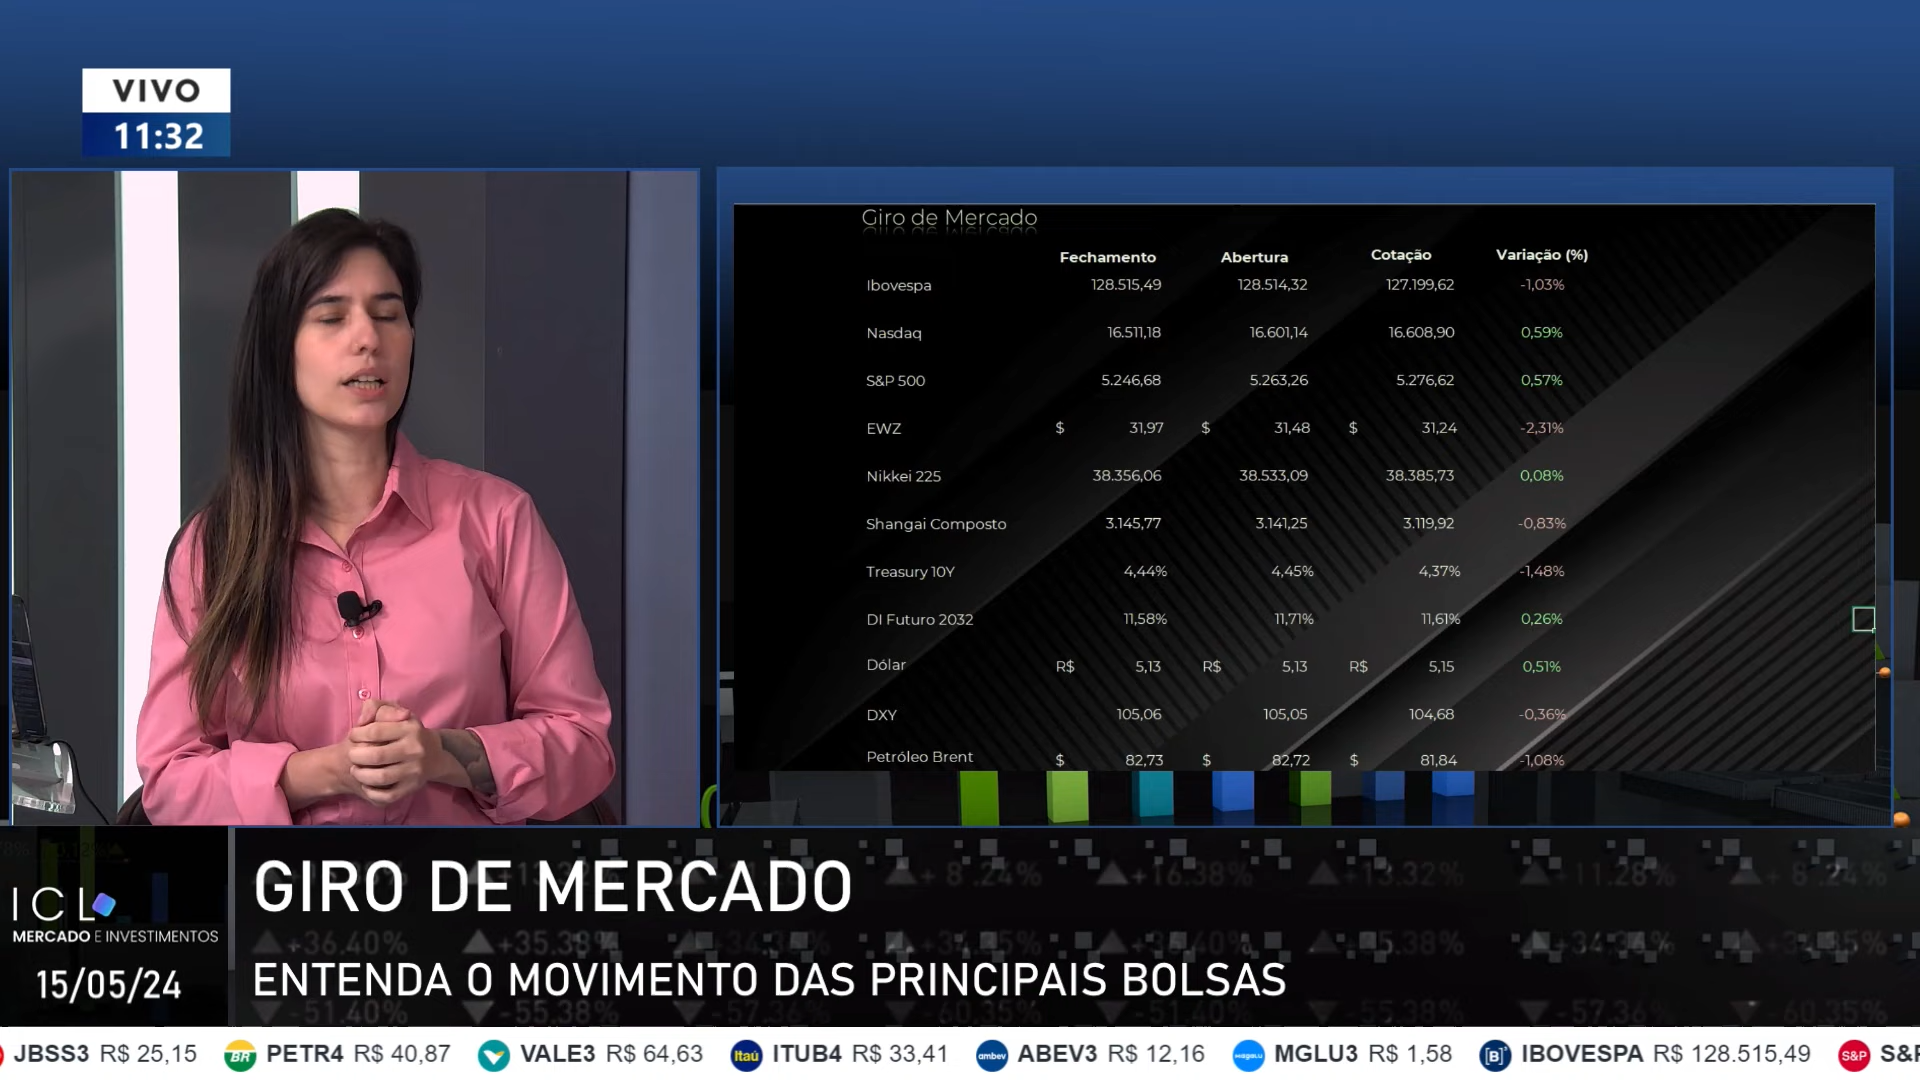 VIVO
11:32
Giro de Mercado
Fechamento Abertura Cotação Variação (%)
Ibovespa 128.515,49 128.514,32 127.199,62 -1,03%
Nasdaq 16.511,18 16.601,14 16.608,90 0,59%
S&P 500 5.246,68 5.263,26 5.276,62 0,57%
EWZ $ 31,97 $ 31,48 $ 31,24 -2,31%
Nikkei 225 38.356,06 38.533,09 38.385,73 0,08%
Shangai Composto 3.145,77 3.141,25 3.119,92 -0,83%
Treasury 10Y 4,44% 4,45% 4,37% -1,48%
DI Futuro 2032 11,58% 11,71% 11,61% 0,26%
Dólar R$ 5,13 R$ 5,13 R$ 5,15 0,51%
DXY 105,06 105,05 104,68 -0,36%
Petróleo Brent $ 82,73 $ 82,72 $ 81,84 -1,08%
GIRO DE MERCADO
ICL
MERCADO E INVESTIMENTOS
15/05/24
ENTENDA O MOVIMENTO DAS PRINCIPAIS BOLSAS
JBSS3 R$ 25,15 BR PETR4 R$ 40,87 VALE3 R$ 64,63 Itaú ITUB4 R$ 33,41 ambev ABEV3 R$ 12,16 MagaLu MGLU3 R$ 1,58 [B]³ IBOVESPA R$ 128.515,49 S&P